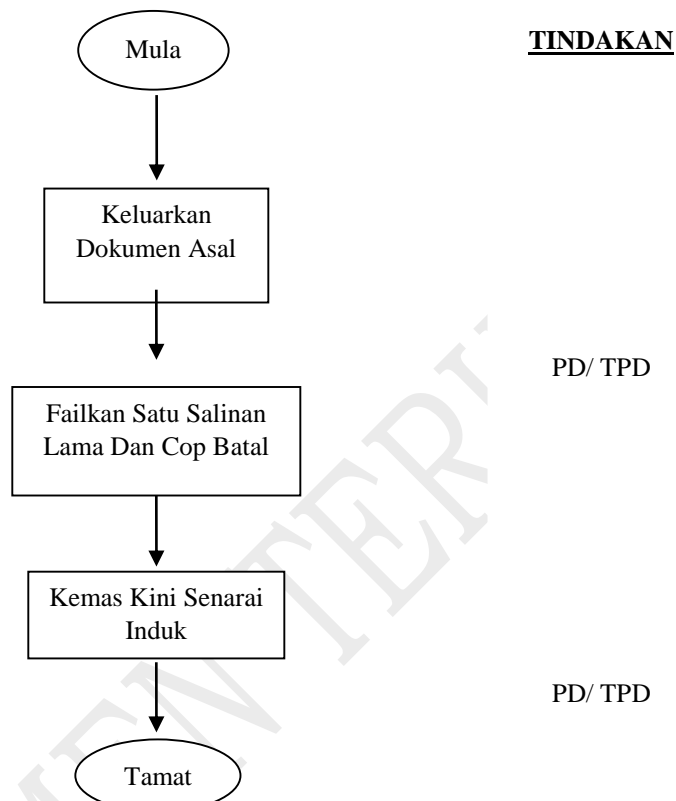 Mula
TINDAKAN
Keluarkan
Dokumen Asal
PD/ TPD
Failkan Satu Salinan
Lama Dan Cop Batal
Kemas Kini Senarai
Induk
PD/ TPD
Tamat